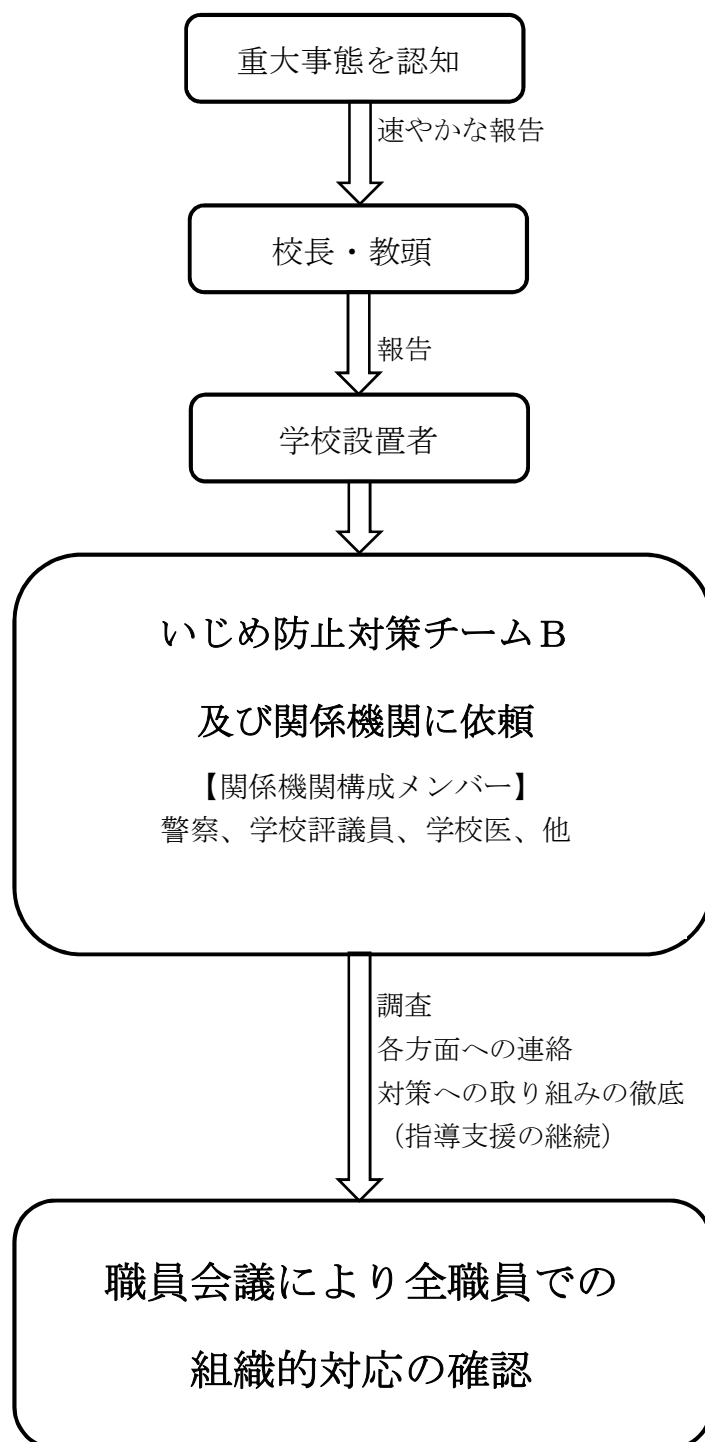 重大事態を認知
速やかな報告
校長・教頭
報告
学校設置者
いじめ防止対策チームＢ
及び関係機関に依頼
【関係機関構成メンバー】
警察、学校評議員、学校医、他
調査
各方面への連絡
対策への取り組みの徹底
（指導支援の継続）
職員会議により全職員での
組織的対応の確認